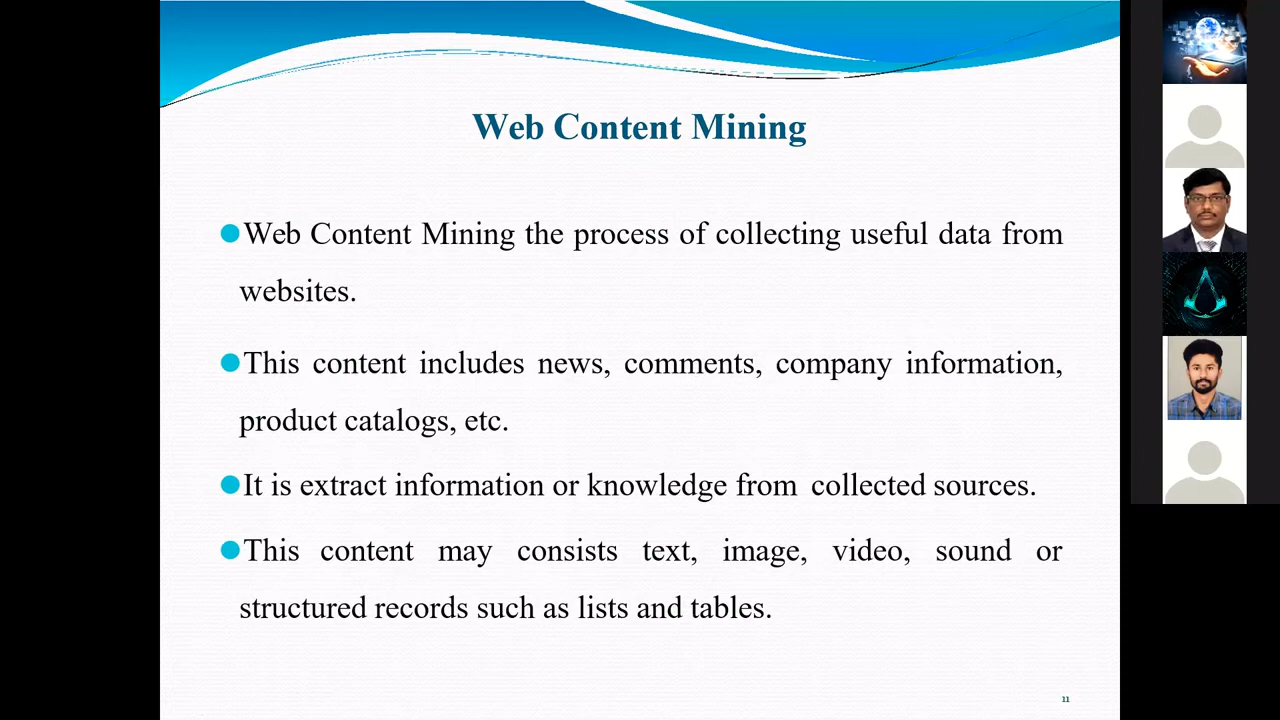 Web Content Mining
Web Content Mining the process of collecting useful data from
websites.
This content includes news, comments, company information,
product catalogs, etc.
It is extract information or knowledge from collected sources.
This content may consists text, image, video, sound or
structured records such as lists and tables.
11